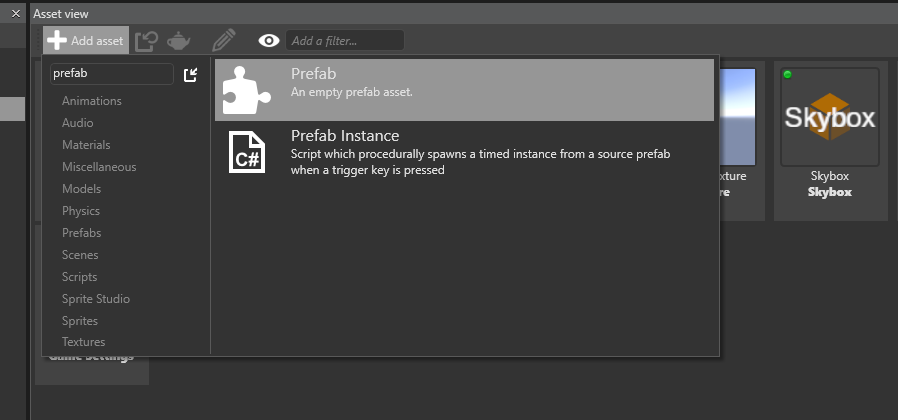 Asset view
Add asset
Add a filter...
prefab
Animations
Audio
Materials
Miscellaneous
Models
Physics
Prefabs
Scenes
Scripts
Sprite Studio
Sprites
Textures
Prefab
An empty prefab asset.
C#
Prefab Instance
Script which procedurally spawns a timed instance from a source prefab
when a trigger key is pressed
Skybox
Skybox
Skybox
Game Settings